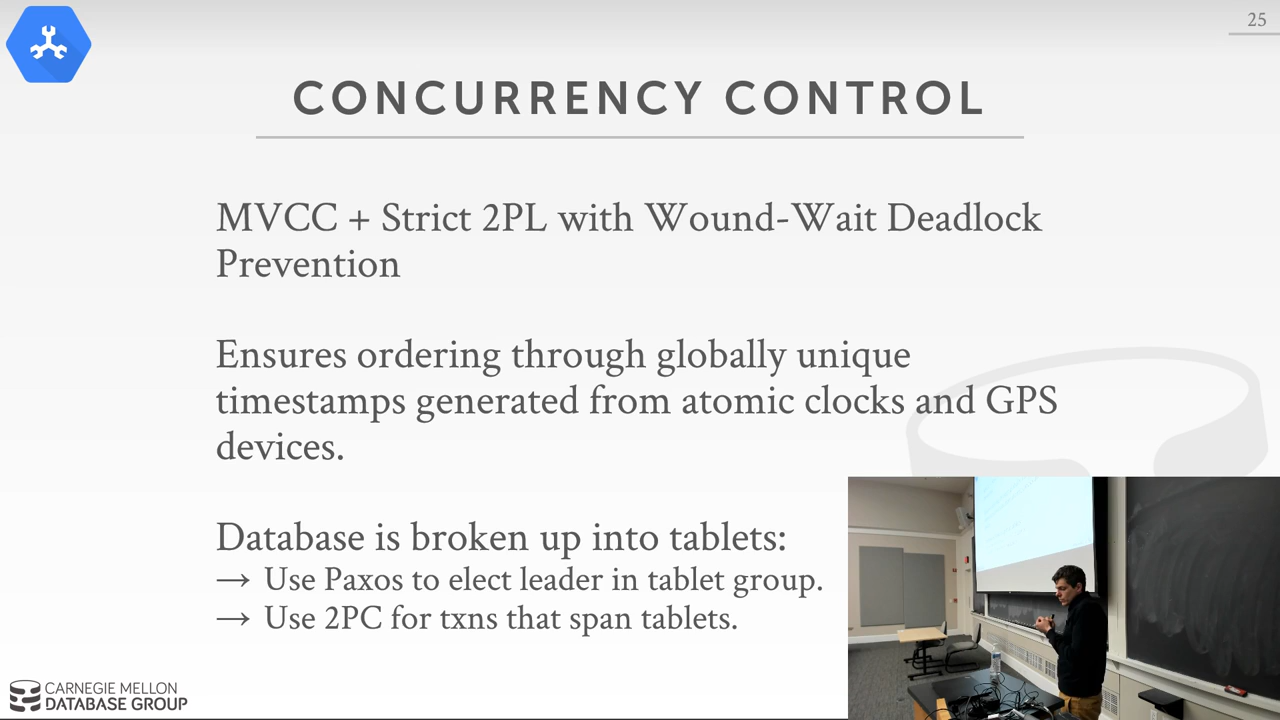 25
CONCURRENCY CONTROL
MVCC + Strict 2PL with Wound-Wait Deadlock
Prevention
Ensures ordering through globally unique
timestamps generated from atomic clocks and GPS
devices.
Database is broken up into tablets:
→ Use Paxos to elect leader in tablet group.
→ Use 2PC for txns that span tablets.
CARNEGIE MELLON
DATABASE GROUP